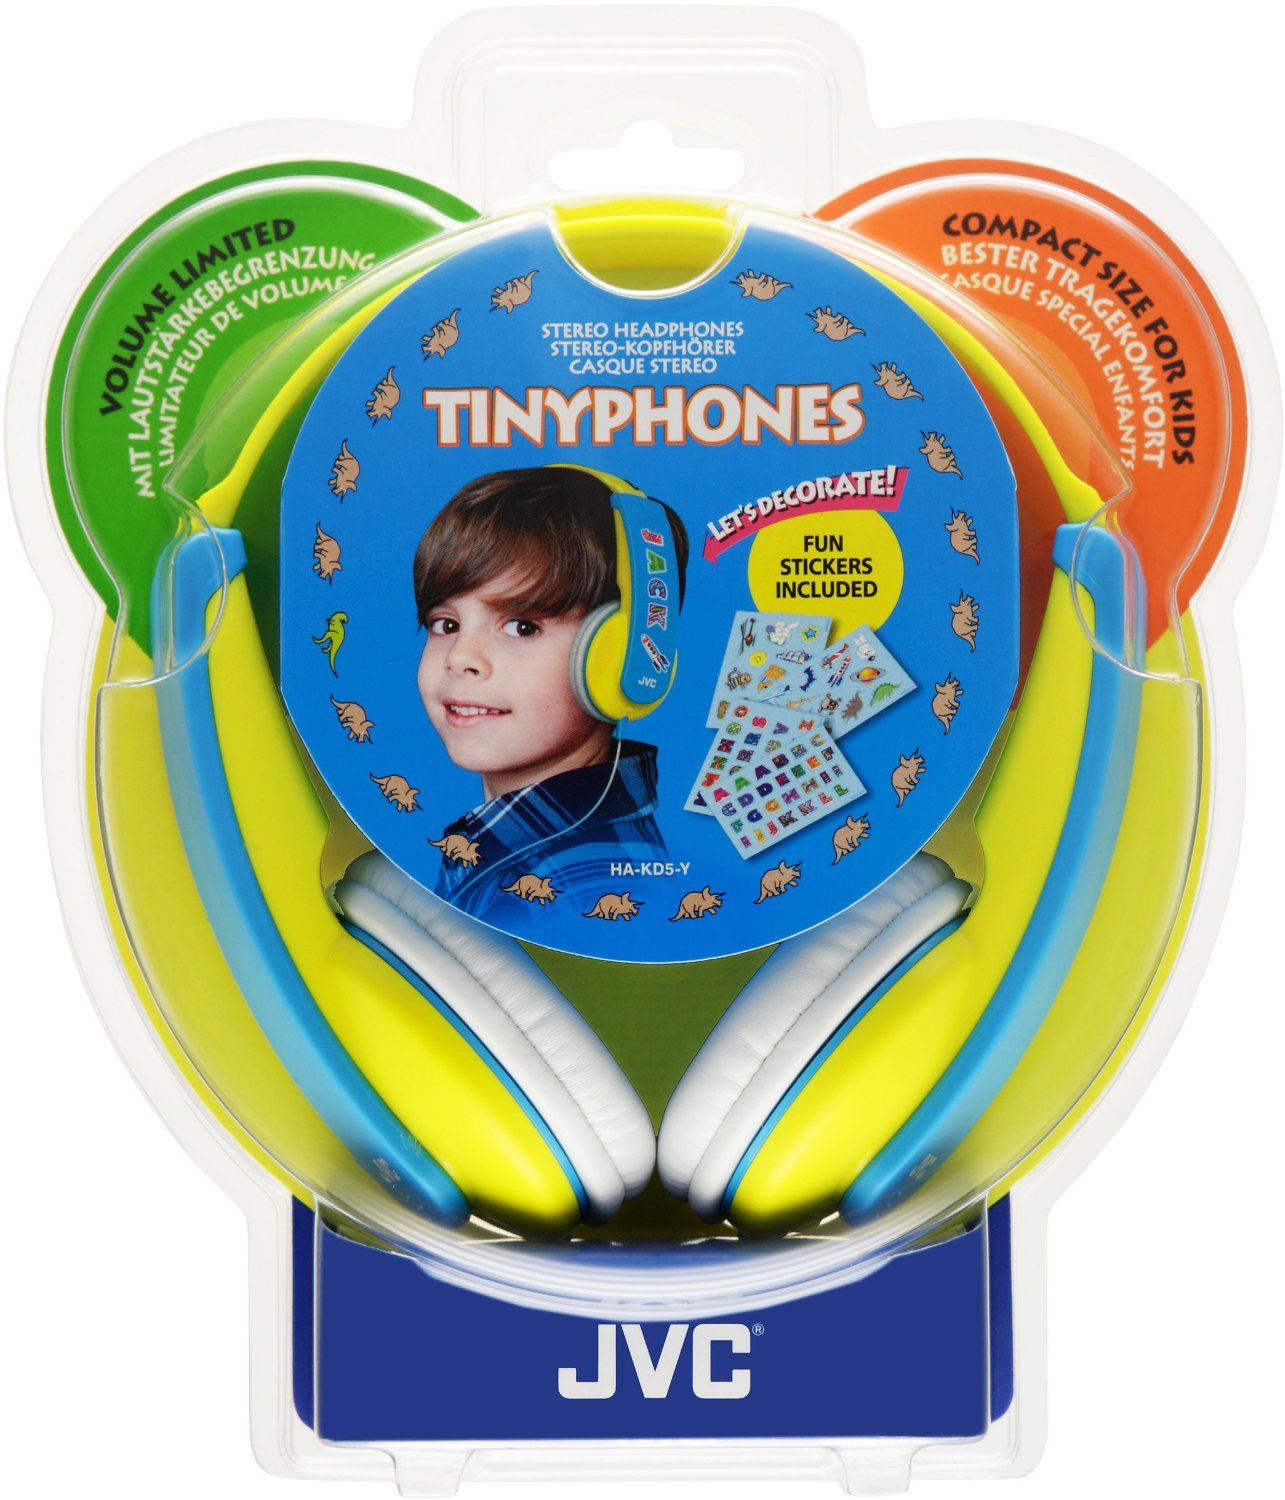 VOLUME LIMITED
MIT LAUTSTÄRKEBEGRENZUNG
LIMITATEUR DE VOLUME
COMPACT SIZE FOR KIDS
BESTER TRAGEKOMFORT
CASQUE SPECIAL ENFANTS
STEREO HEADPHONES
STEREO-KOPFHÖRER
CASQUE STEREO
TINYPHONES
LET'S DECORATE!
FUN
STICKERS
INCLUDED
JACK
JVC
HA-KD5-Y
JVC®